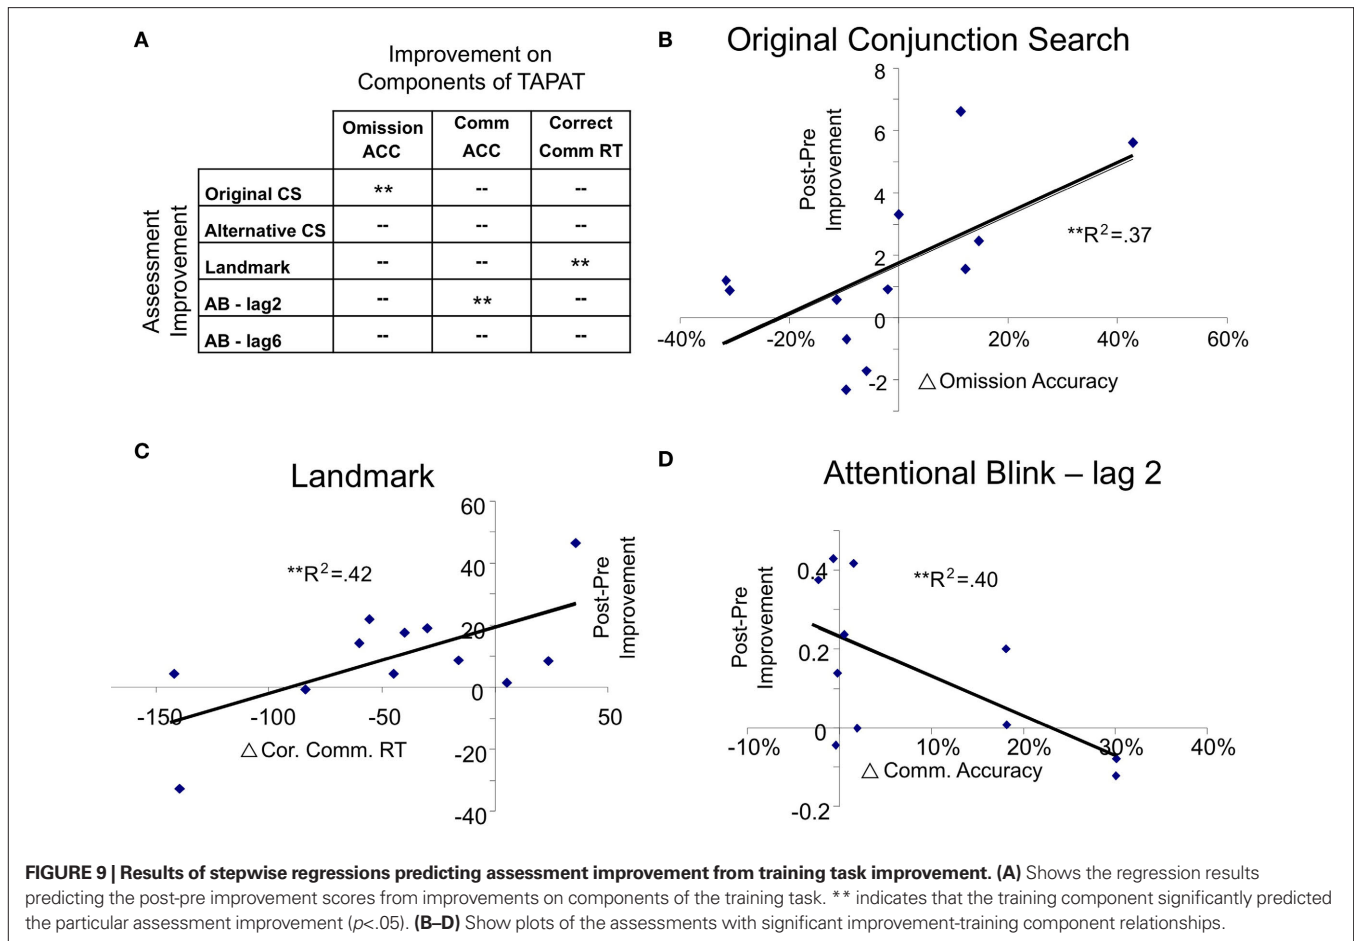 A
Improvement on
Components of TAPAT
Omission ACC | Comm ACC | Correct Comm RT
Assessment Improvement
Original CS | ** | -- | --
Alternative CS | -- | -- | --
Landmark | -- | -- | **
AB - lag2 | -- | ** | --
AB - lag6 | -- | -- | --
B
Original Conjunction Search
Post-Pre
Improvement
8
6
4
2
0
-2
**R²=.37
-40%
-20%
20%
40%
60%
△ Omission Accuracy
C
Landmark
60
40
20
0
-20
-40
**R²=.42
Post-Pre
Improvement
-150
-100
-50
50
△ Cor. Comm. RT
D
Attentional Blink – lag 2
Post-Pre
Improvement
0.4
0.2
0
-0.2
**R²=.40
-10%
10%
20%
30%
40%
△ Comm. Accuracy
FIGURE 9 | Results of stepwise regressions predicting assessment improvement from training task improvement. (A) Shows the regression results
predicting the post-pre improvement scores from improvements on components of the training task. ** indicates that the training component significantly predicted
the particular assessment improvement (p<.05). (B–D) Show plots of the assessments with significant improvement-training component relationships.